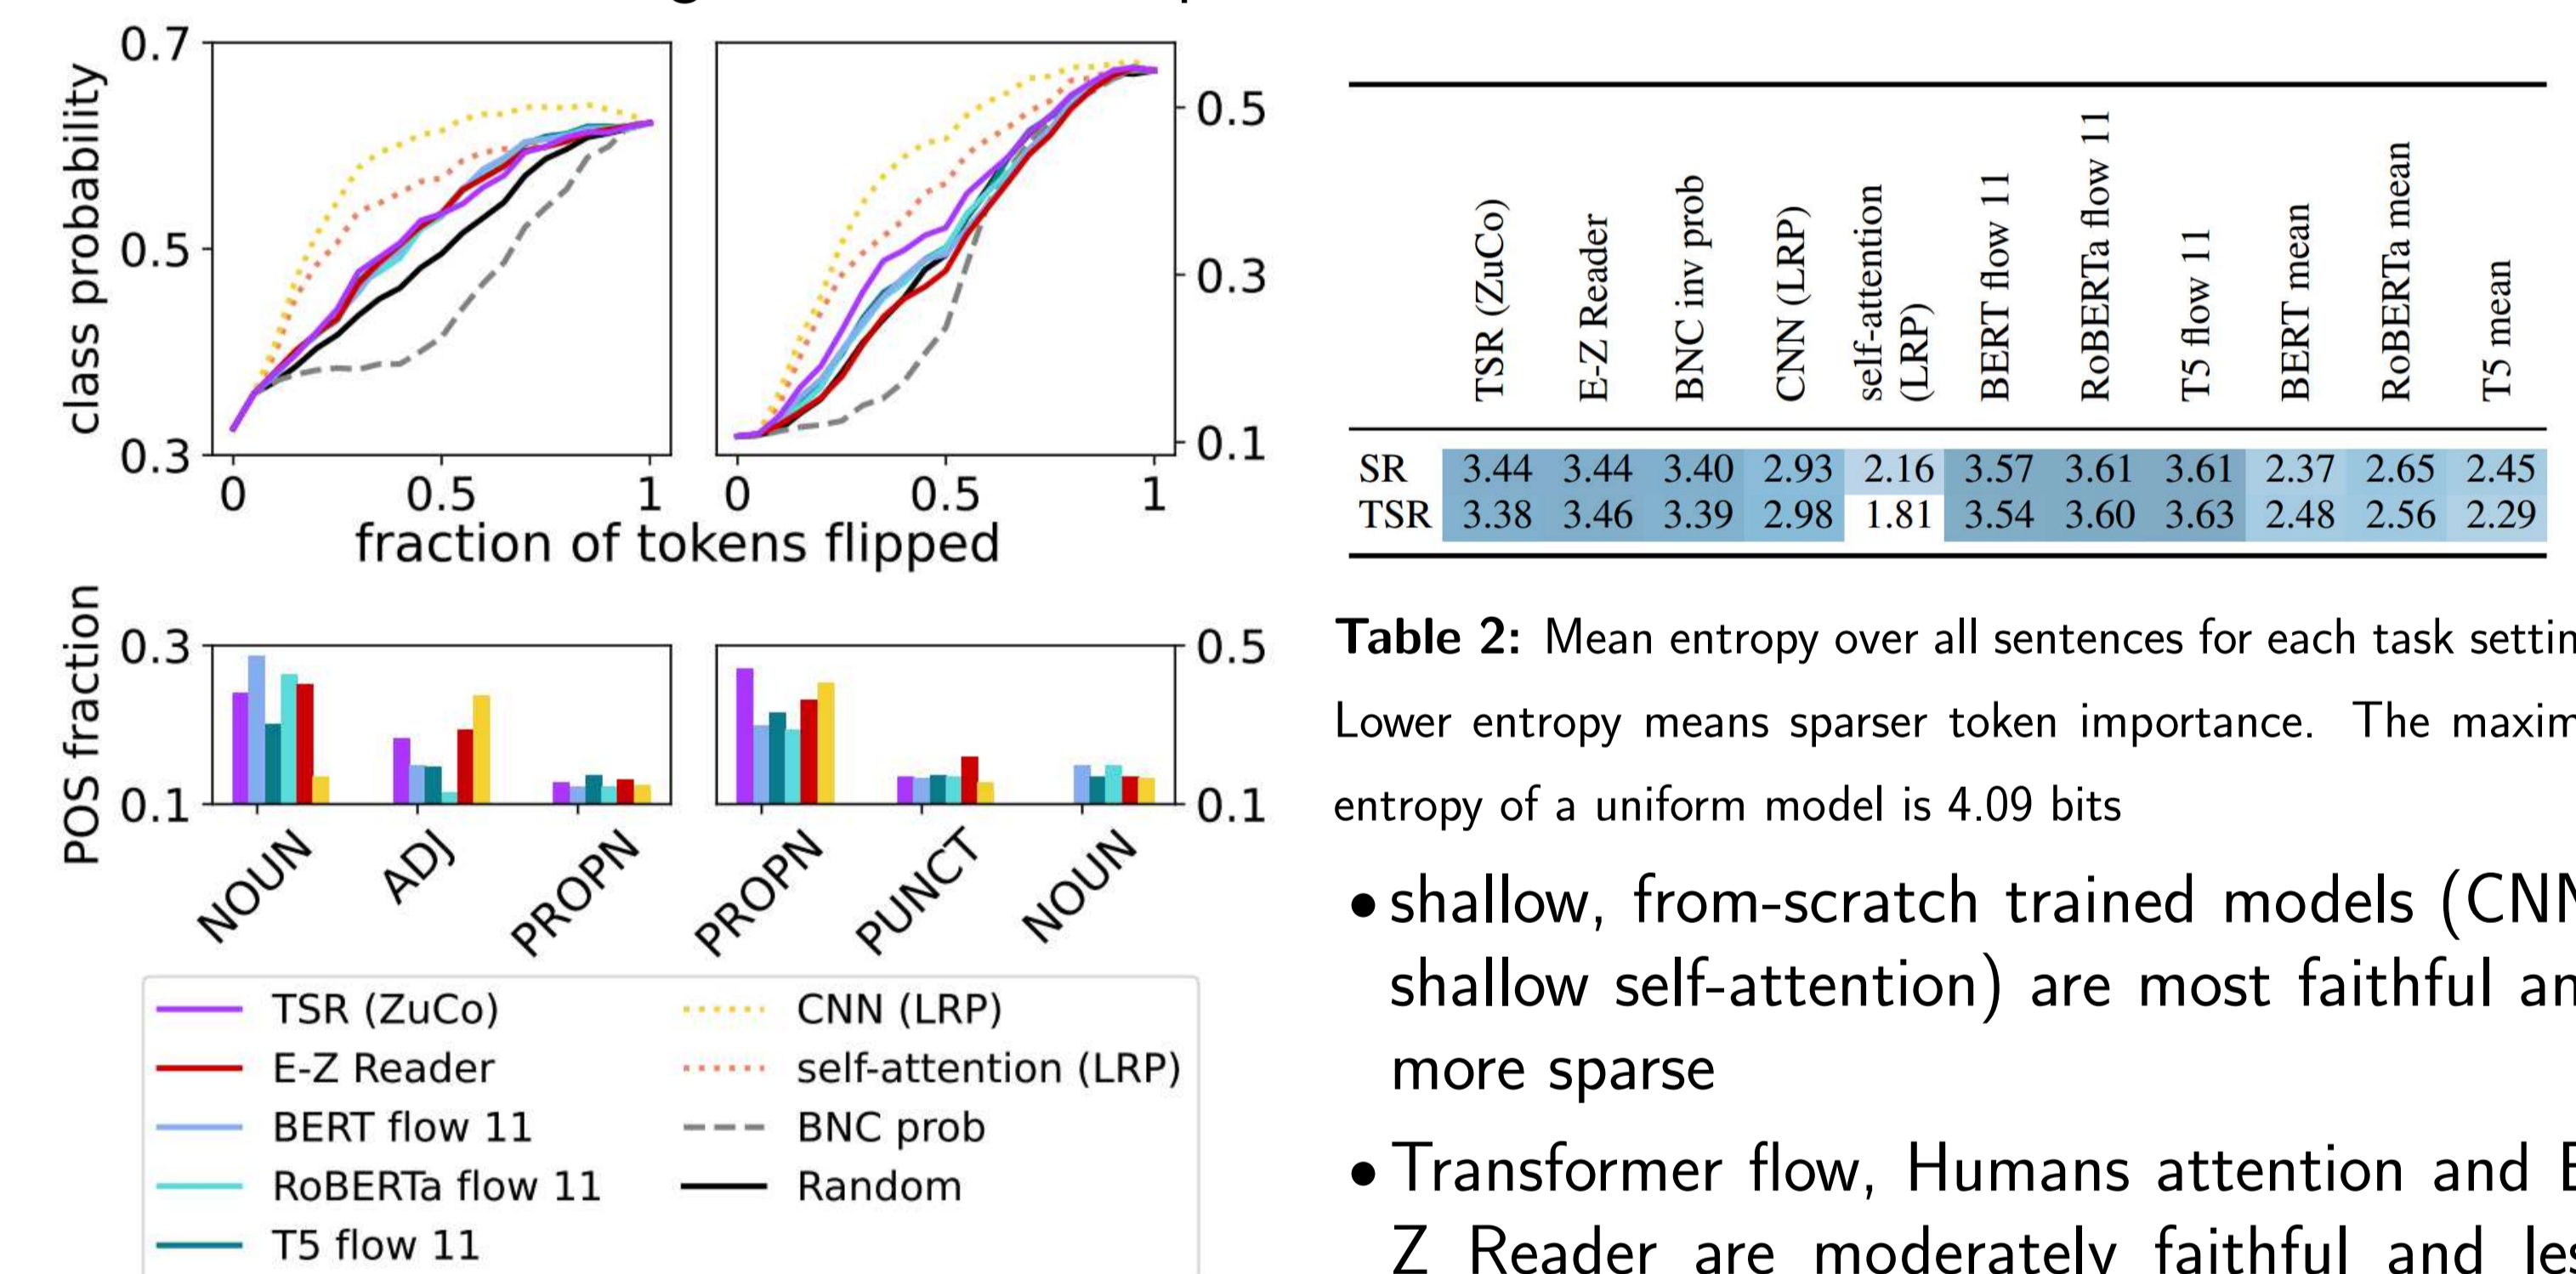 0.7
0.5
0.3
class probability
0 0.5 1
0 0.5 1
0.5
0.3
0.1
fraction of tokens flipped
POS fraction
0.3
0.1
0.5
0.1
NOUN ADJ PROPN
PROPN PUNCT NOUN
TSR (ZuCo)
E-Z Reader
BERT flow 11
RoBERTa flow 11
T5 flow 11
CNN (LRP)
self-attention (LRP)
BNC prob
Random
TSR (ZuCo)
E-Z Reader
BNC inv prob
CNN (LRP)
self-attention
(LRP)
BERT flow 11
RoBERTa flow 11
T5 flow 11
BERT mean
RoBERTa mean
T5 mean
SR 3.44 3.44 3.40 2.93 2.16 3.57 3.61 3.61 2.37 2.65 2.45
TSR 3.38 3.46 3.39 2.98 1.81 3.54 3.60 3.63 2.48 2.56 2.29
Table 2: Mean entropy over all sentences for each task settin
Lower entropy means sparser token importance. The maxim
entropy of a uniform model is 4.09 bits
• shallow, from-scratch trained models (CNN
shallow self-attention) are most faithful an
more sparse
• Transformer flow, Humans attention and E
Z Reader are moderately faithful and les